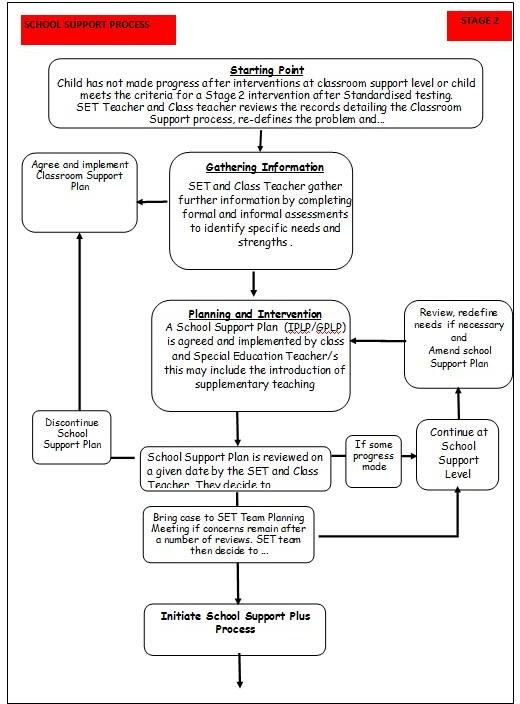 SCHOOL SUPPORT PROCESS
STAGE 2
Starting Point
Child has not made progress after interventions at classroom support level or child
meets the criteria for a Stage 2 intervention after Standardised testing.
SET Teacher and Class teacher reviews the records detailing the Classroom
Support process, re-defines the problem and...
Agree and implement
Classroom Support
Plan
Gathering Information
SET and Class Teacher gather
further information by completing
formal and informal assessments
to identify specific needs and
strengths .
Planning and Intervention
A School Support Plan (IPLP/GPLP)
is agreed and implemented by class
and Special Education Teacher/s
this may include the introduction of
supplementary teaching
Review, redefine
needs if necessary
and
Amend school
Support Plan
Discontinue
School
Support Plan
School Support Plan is reviewed on
a given date by the SET and Class
Teacher. They decide to
If some
progress
made
Continue at
School
Support
Level
Bring case to SET Team Planning
Meeting if concerns remain after
a number of reviews. SET team
then decide to ...
Initiate School Support Plus
Process